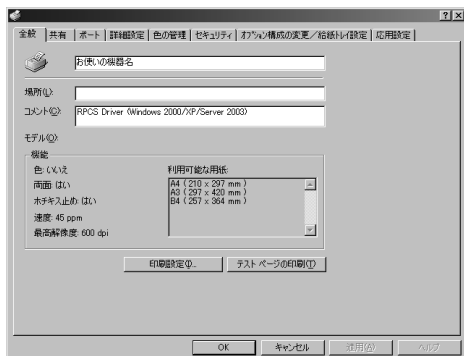 全般 共有 ポート 詳細設定 色の管理 セキュリティ オプション構成の変更／給紙トレイ設定 応用設定
お使いの機器名
場所(L):
コメント(C): RPCS Driver (Windows 2000/XP/Server 2003)
モデル(O):
機能
色: いいえ 利用可能な用紙:
両面: はい A4 ( 210 x 297 mm )
A3 ( 297 x 420 mm )
ホチキス止め: はい B4 ( 257 x 364 mm )
速度: 45 ppm
最高解像度: 600 dpi
印刷設定(I)... テスト ページの印刷(T)
OK キャンセル 適用(A) ヘルプ